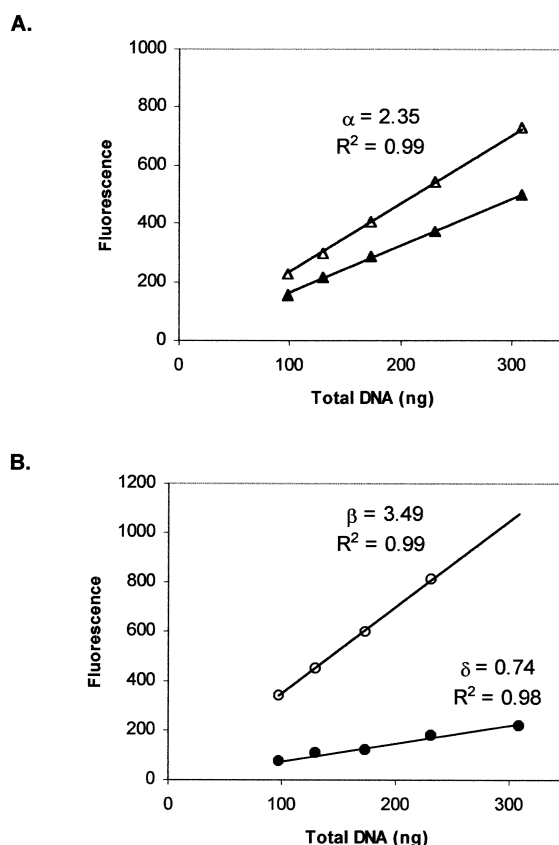 A.
1000
800
600
400
200
0
α = 2.35
R² = 0.99
Fluorescence
0 100 200 300
Total DNA (ng)
B.
1200
1000
800
600
400
200
0
β = 3.49
R² = 0.99
δ = 0.74
R² = 0.98
Fluorescence
0 100 200 300
Total DNA (ng)